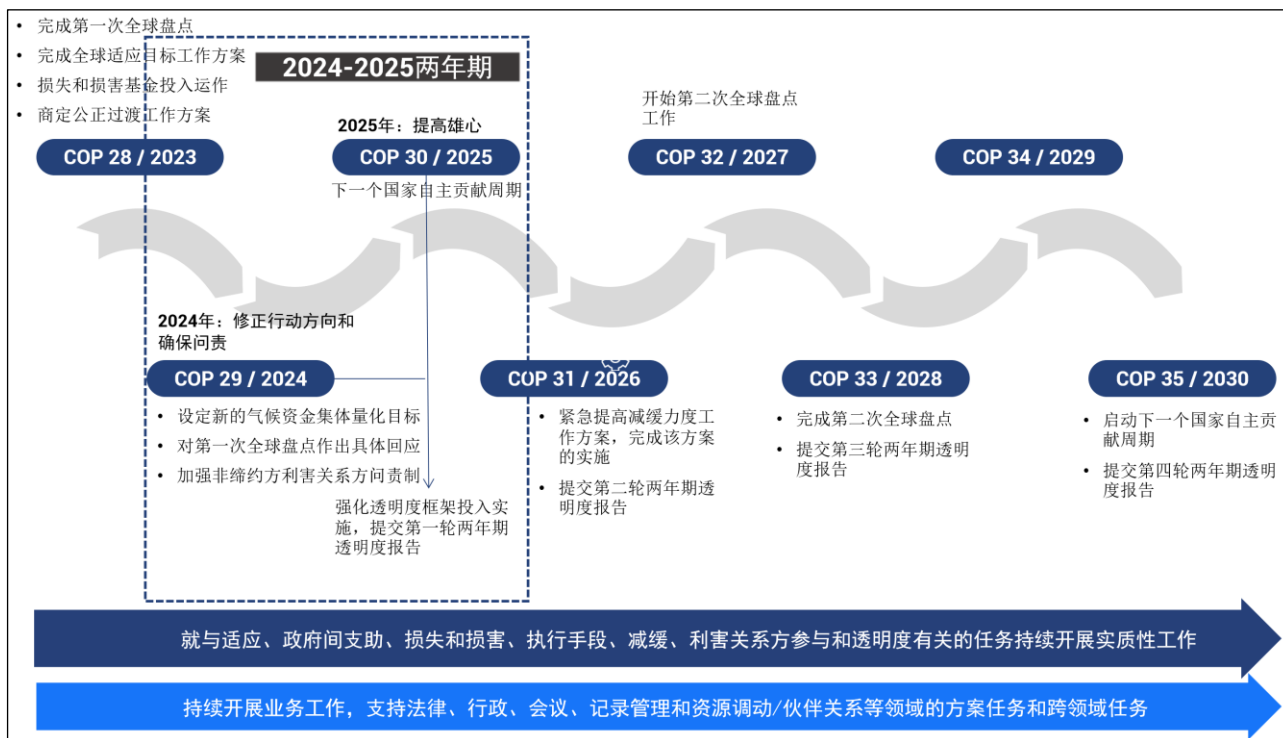 • 完成第一次全球盘点
• 完成全球适应目标工作方案
• 损失和损害基金投入运作
• 商定公正过渡工作方案
2024-2025两年期
2025年：提高雄心
开始第二次全球盘点
工作
COP 28 / 2023
COP 30 / 2025
COP 32 / 2027
COP 34 / 2029
下一个国家自主贡献周期
2024年：修正行动方向和
确保问责
COP 29 / 2024
COP 31 / 2026
COP 33 / 2028
COP 35 / 2030
• 设定新的气候资金集体量化目标
• 对第一次全球盘点作出具体回应
• 加强非缔约方利害关系方问责制
强化透明度框架投入实
施，提交第一轮两年期
透明度报告
• 紧急提高减缓力度工
作方案，完成该方案
的实施
• 提交第二轮两年期透
明度报告
• 完成第二次全球盘点
• 提交第三轮两年期透明
度报告
• 启动下一个国家自主贡
献周期
• 提交第四轮两年期透明
度报告
就与适应、政府间支助、损失和损害、执行手段、减缓、利害关系方参与和透明度有关的任务持续开展实质性工作
持续开展业务工作，支持法律、行政、会议、记录管理和资源调动/伙伴关系等领域的方案任务和跨领域任务